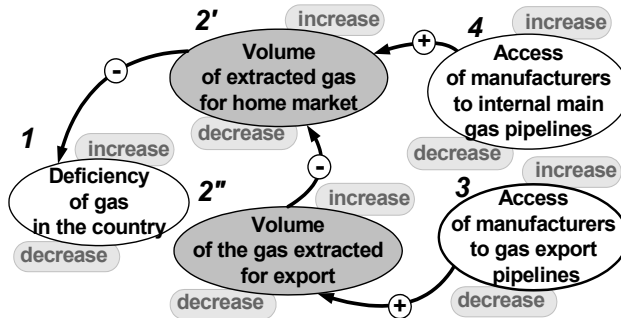 2'
increase
Volume
of extracted gas
for home market
decrease
+
4
increase
Access
of manufacturers
to internal main
gas pipelines
decrease
-
1
increase
Deficiency
of gas
in the country
decrease
-
2"
increase
Volume
of the gas extracted
for export
decrease
+
3
increase
Access
of manufacturers
to gas export
pipelines
decrease